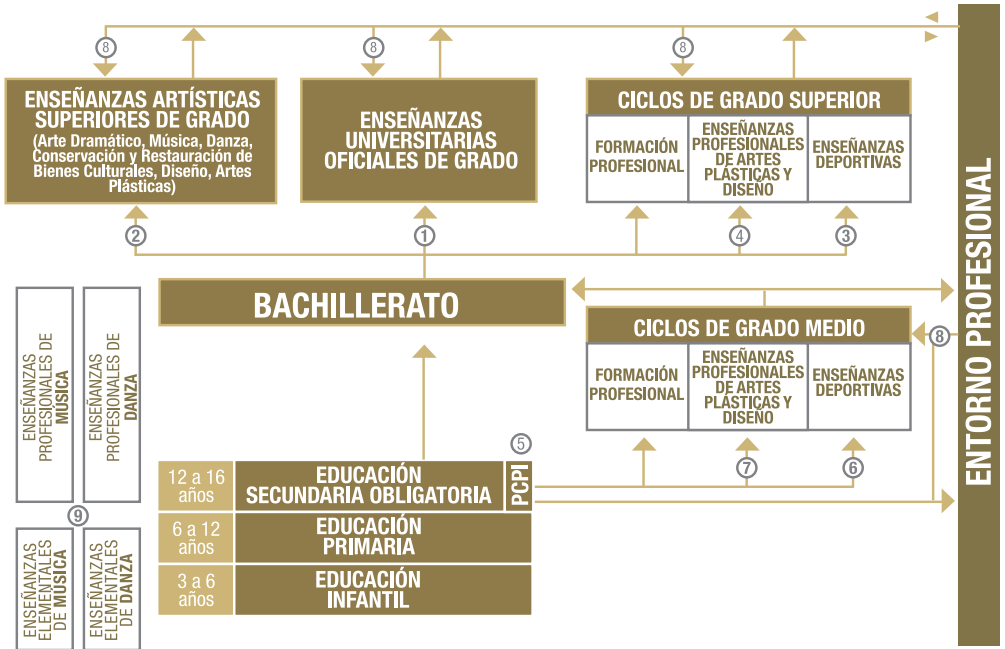 8
8
8
ENSEÑANZAS ARTÍSTICAS
SUPERIORES DE GRADO
(Arte Dramático, Música, Danza,
Conservación y Restauración de
Bienes Culturales, Diseño, Artes
Plásticas)
ENSEÑANZAS
UNIVERSITARIAS
OFICIALES DE GRADO
CICLOS DE GRADO SUPERIOR
FORMACIÓN
PROFESIONAL
ENSEÑANZAS
PROFESIONALES
DE ARTES
PLÁSTICAS Y
DISEÑO
ENSEÑANZAS
DEPORTIVAS
2
1
4
3
BACHILLERATO
CICLOS DE GRADO MEDIO
8
FORMACIÓN
PROFESIONAL
ENSEÑANZAS
PROFESIONALES
DE ARTES
PLÁSTICAS Y
DISEÑO
ENSEÑANZAS
DEPORTIVAS
ENSEÑANZAS
PROFESIONALES DE
MÚSICA
ENSEÑANZAS
PROFESIONALES DE
DANZA
5
12 a 16
años
EDUCACIÓN
SECUNDARIA OBLIGATORIA
PCPI
7
6
9
6 a 12
años
EDUCACIÓN
PRIMARIA
3 a 6
años
EDUCACIÓN
INFANTIL
ENSEÑANZAS
ELEMENTALES
DE MÚSICA
ENSEÑANZAS
ELEMENTALES
DE DANZA
ENTORNO PROFESIONAL